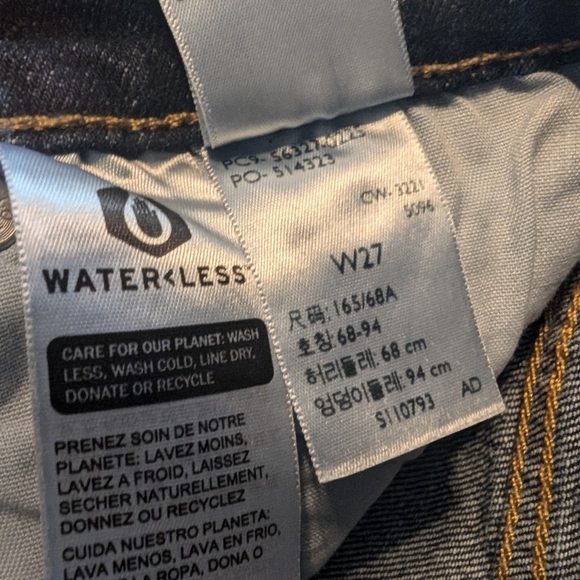 WATER<LESS
CARE FOR OUR PLANET: WASH
LESS, WASH COLD, LINE DRY,
DONATE OR RECYCLE
PRENEZ SOIN DE NOTRE
PLANETE: LAVEZ MOINS,
LAVEZ A FROID, LAISSEZ
SECHER NATURELLEMENT,
DONNEZ OU RECYCLEZ
CUIDA NUESTRO PLANETA:
LAVA MENOS, LAVA EN FRIO,
LA ROPA, DONA O
PO- 514323
CW- 3221
5096
W27
尺码: 165/68A
호칭: 68-94
허리둘레: 68 cm
엉덩이둘레: 94 cm
S110793 AD